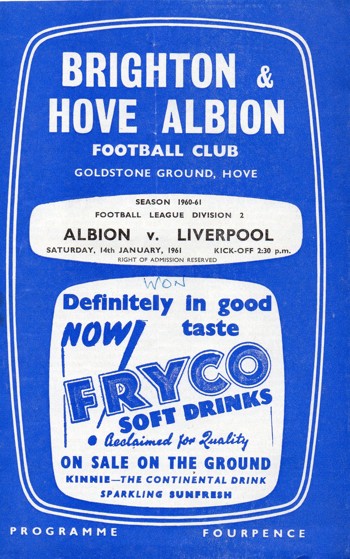 BRIGHTON &
HOVE ALBION
FOOTBALL CLUB
GOLDSTONE GROUND, HOVE
SEASON 1960-61
FOOTBALL LEAGUE DIVISION 2
ALBION v. LIVERPOOL
SATURDAY, 14th JANUARY, 1961 KICK-OFF 2:30 p.m.
RIGHT OF ADMISSION RESERVED
WON
Definitely in good
NOW! taste
FRYCO
SOFT DRINKS
• Acclaimed for Quality
ON SALE ON THE GROUND
KINNIE—THE CONTINENTAL DRINK
SPARKLING SUNFRESH
PROGRAMME FOURPENCE